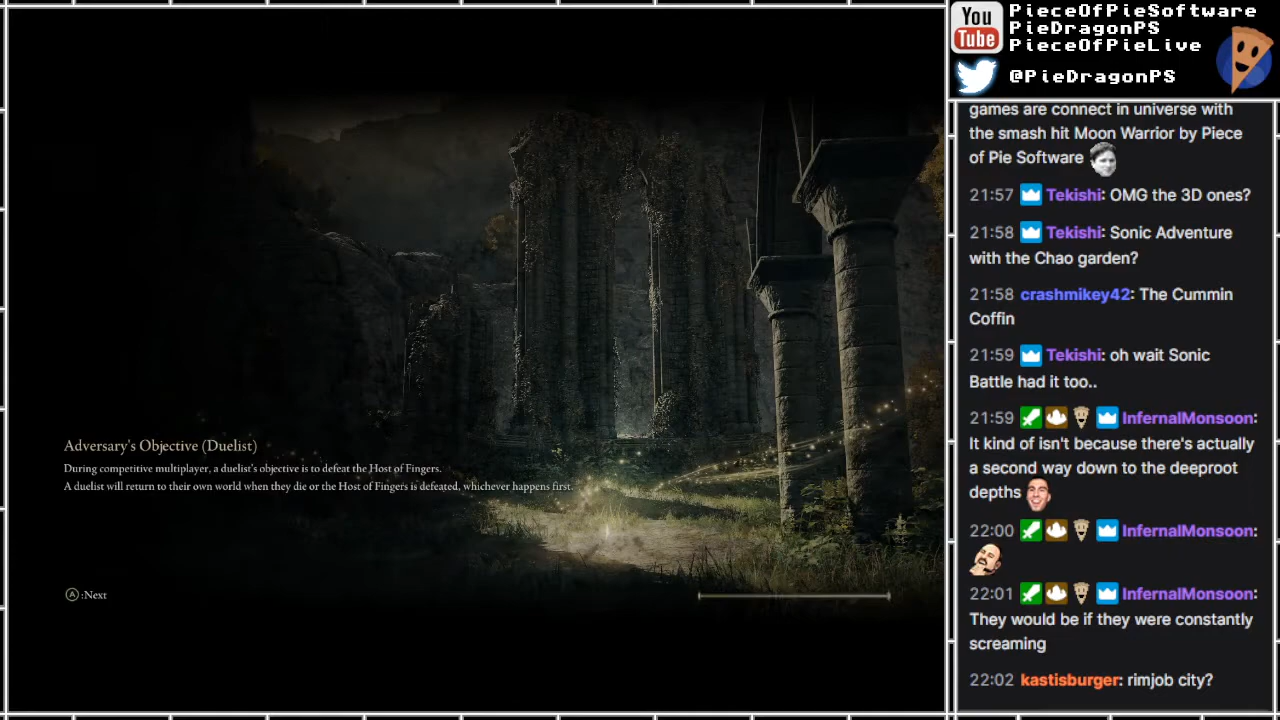 You
Tube
PieceOfPieSoftware
PieDragonPS
PieceOfPieLive
@PieDragonPS
games are connect in universe with
the smash hit Moon Warrior by Piece
of Pie Software
21:57 Tekishi: OMG the 3D ones?
21:58 Tekishi: Sonic Adventure
with the Chao garden?
21:58 crashmikey42: The Cummin
Coffin
21:59 Tekishi: oh wait Sonic
Battle had it too..
21:59 InfernalMonsoon:
It kind of isn't because there's actually
a second way down to the deeproot
depths
22:00 InfernalMonsoon:
22:01 InfernalMonsoon:
They would be if they were constantly
screaming
22:02 kastisburger: rimjob city?
Adversary's Objective (Duelist)
During competitive multiplayer, a duelist's objective is to defeat the Host of Fingers.
A duelist will return to their own world when they die or the Host of Fingers is defeated, whichever happens first.
A:Next